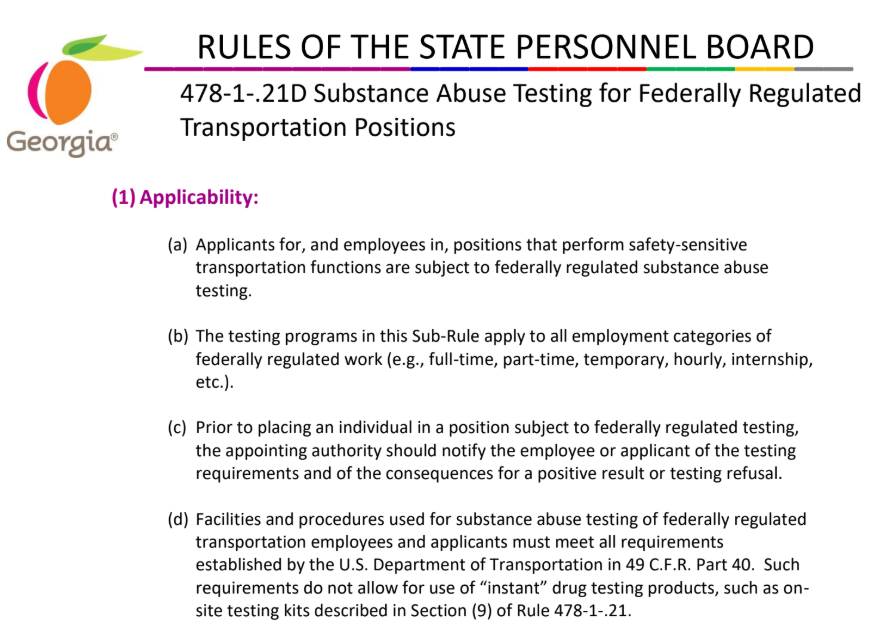 RULES OF THE STATE PERSONNEL BOARD
478-1-.21D Substance Abuse Testing for Federally Regulated
Transportation Positions
Georgia®
(1) Applicability:
(a) Applicants for, and employees in, positions that perform safety-sensitive
transportation functions are subject to federally regulated substance abuse
testing.
(b) The testing programs in this Sub-Rule apply to all employment categories of
federally regulated work (e.g., full-time, part-time, temporary, hourly, internship,
etc.).
(c) Prior to placing an individual in a position subject to federally regulated testing,
the appointing authority should notify the employee or applicant of the testing
requirements and of the consequences for a positive result or testing refusal.
(d) Facilities and procedures used for substance abuse testing of federally regulated
transportation employees and applicants must meet all requirements
established by the U.S. Department of Transportation in 49 C.F.R. Part 40.  Such
requirements do not allow for use of “instant” drug testing products, such as on-
site testing kits described in Section (9) of Rule 478-1-.21.